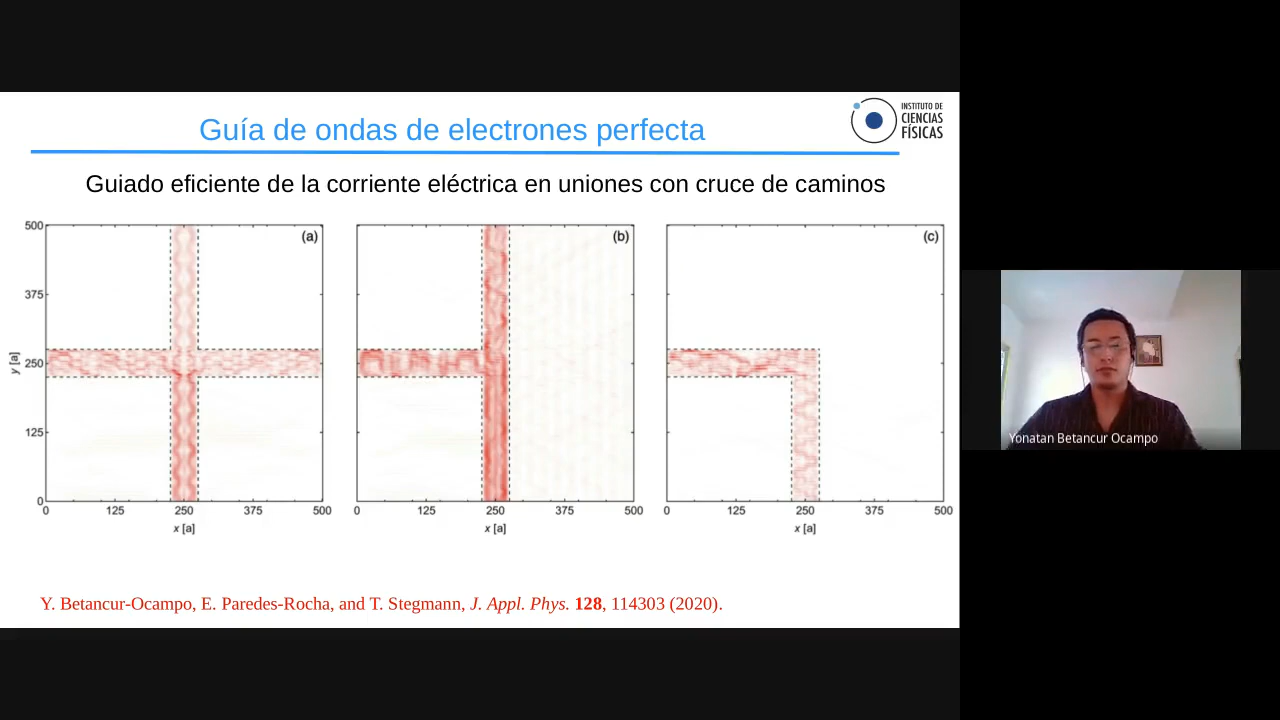 Guía de ondas de electrones perfecta
INSTITUTO DE
CIENCIAS
FÍSICAS
Guiado eficiente de la corriente eléctrica en uniones con cruce de caminos
(a)
(b)
(c)
500
375
250
125
0
y [a]
0 125 250 375 500
0 125 250 375 500
0 125 250 375 500
x [a]
x [a]
x [a]
Y. Betancur-Ocampo, E. Paredes-Rocha, and T. Stegmann, J. Appl. Phys. 128, 114303 (2020).
Yonatan Betancur Ocampo